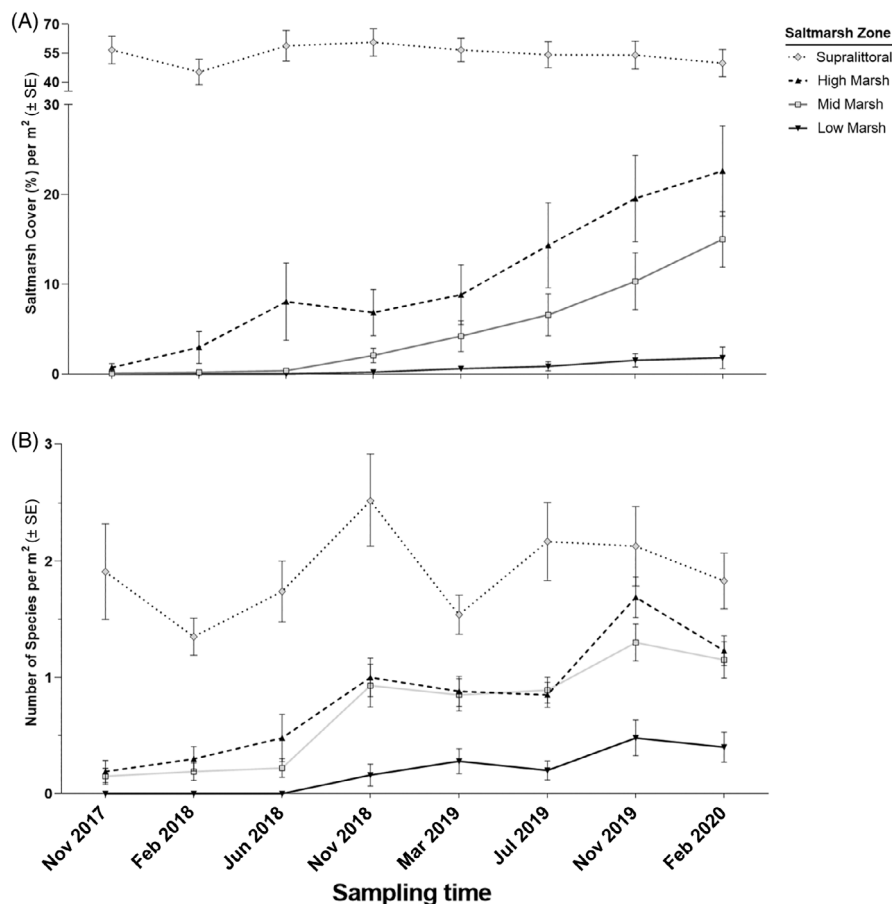 (A)
Saltmarsh Cover (%) per m² (± SE)
70
55
40
30
20
10
0
Saltmarsh Zone
Supralittoral
High Marsh
Mid Marsh
Low Marsh
(B)
Number of Species per m² (± SE)
3
2
1
0
Nov 2017
Feb 2018
Jun 2018
Nov 2018
Mar 2019
Jul 2019
Nov 2019
Feb 2020
Sampling time